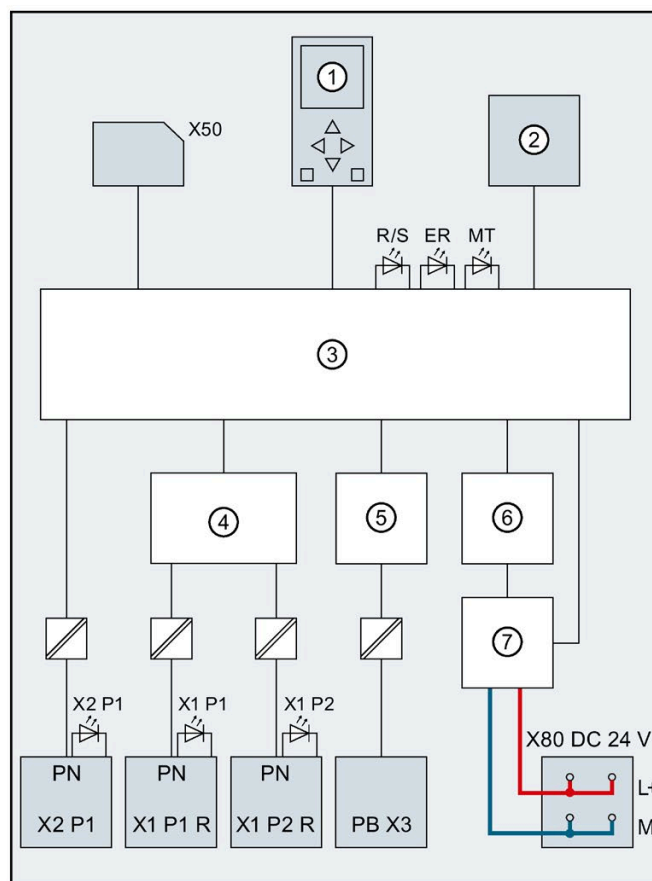 ①
X50
②
R/S ER MT
③
④
⑤
⑥
⑦
X2 P1
X1 P1
X1 P2
X80 DC 24 V
PN
PN
PN
L+
X2 P1
X1 P1 R
X1 P2 R
PB X3
M